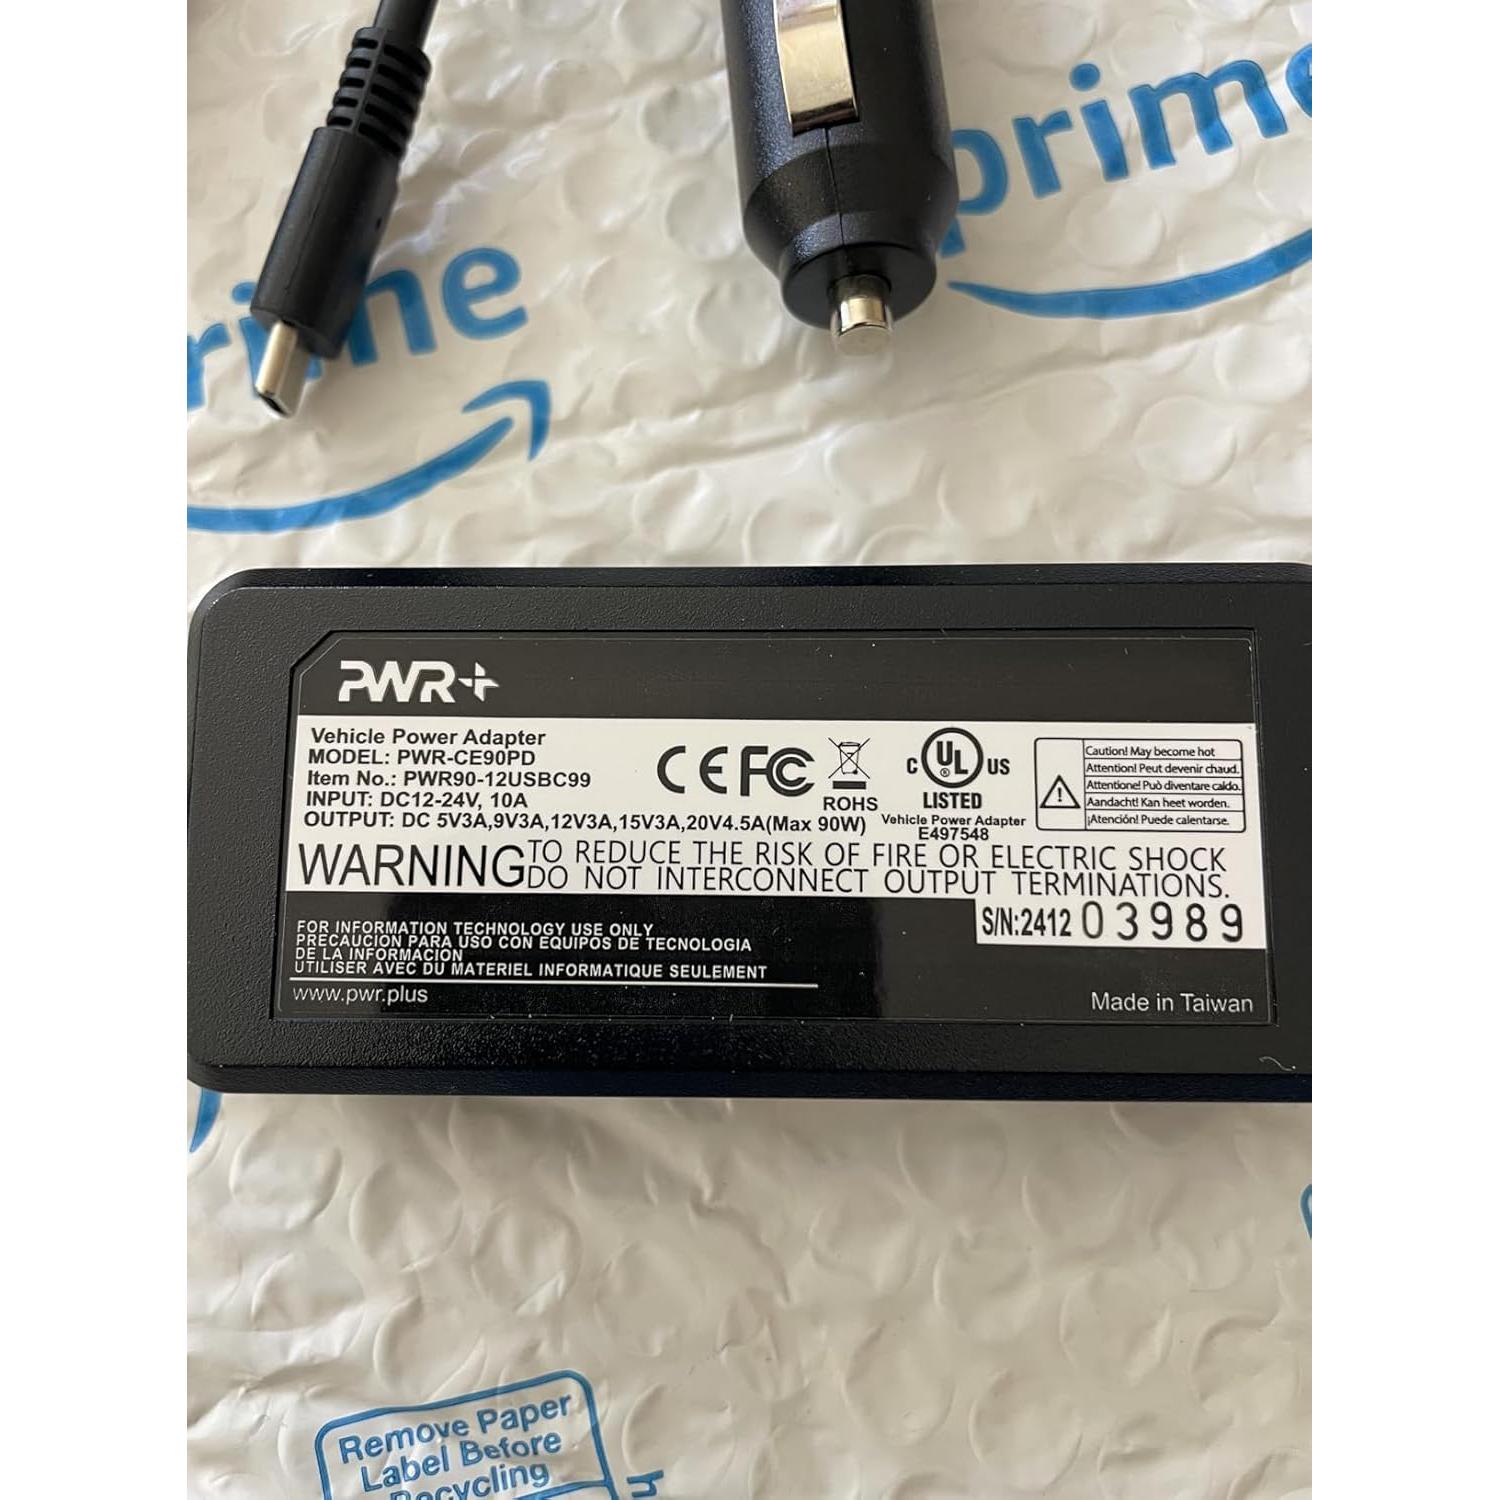 prime
prime
PWR+
Vehicle Power Adapter
MODEL: PWR-CE90PD
Item No.: PWR90-12USBC99
INPUT: DC12-24V, 10A
OUTPUT: DC 5V3A,9V3A,12V3A,15V3A,20V4.5A(Max 90W)
CE FC
ROHS
C UL ® US
LISTED
Vehicle Power Adapter
E497548
Caution! May become hot
Attention! Peut devenir chaud.
Attentione! Può diventare caldo.
Aandacht! Kan heet worden.
¡Atención! Puede calentarse.
WARNING TO REDUCE THE RISK OF FIRE OR ELECTRIC SHOCK
DO NOT INTERCONNECT OUTPUT TERMINATIONS.
S/N:2412 03989
FOR INFORMATION TECHNOLOGY USE ONLY
PRECAUCION PARA USO CON EQUIPOS DE TECNOLOGIA
DE LA INFORMACION
UTILISER AVEC DU MATERIEL INFORMATIQUE SEULEMENT
www.pwr.plus
Made in Taiwan
Remove Paper
Label Before
Recycling